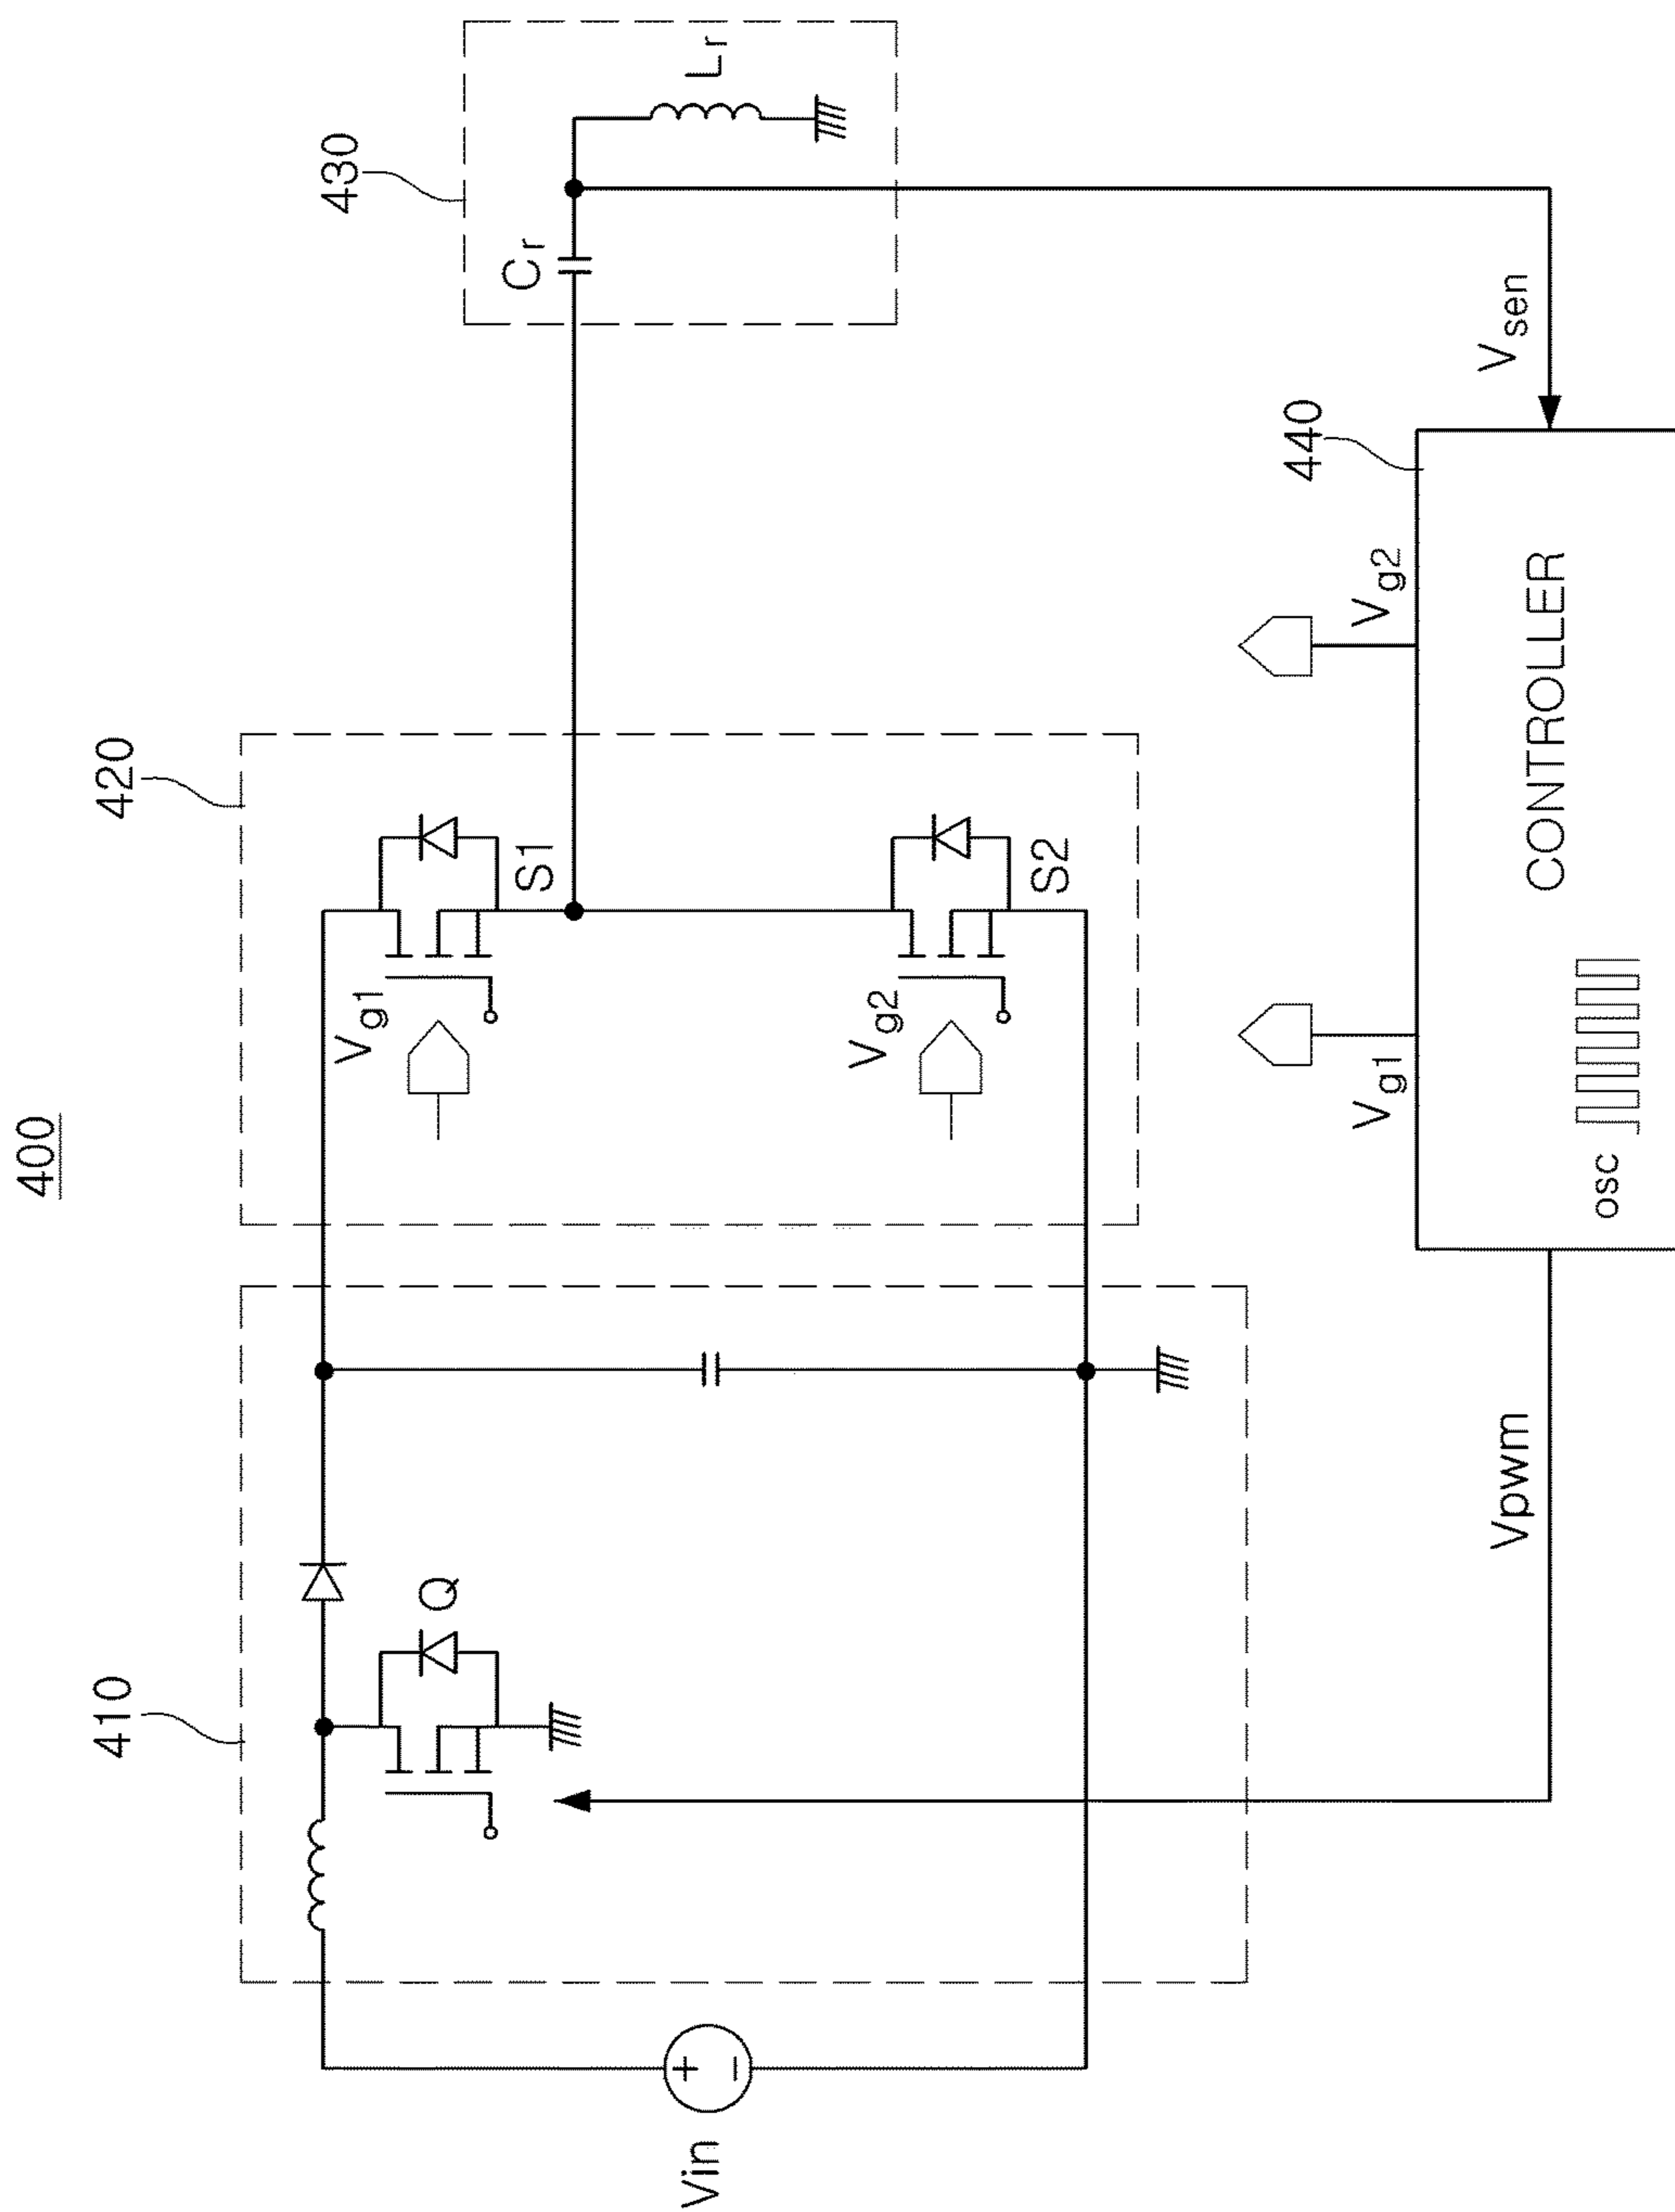 400
410
420
430
Vin
Q
Vg1
S1
Vg2
S2
Cr
Lr
Vpwm
Vg1
Vg2
440
Vsen
CONTROLLER
osc